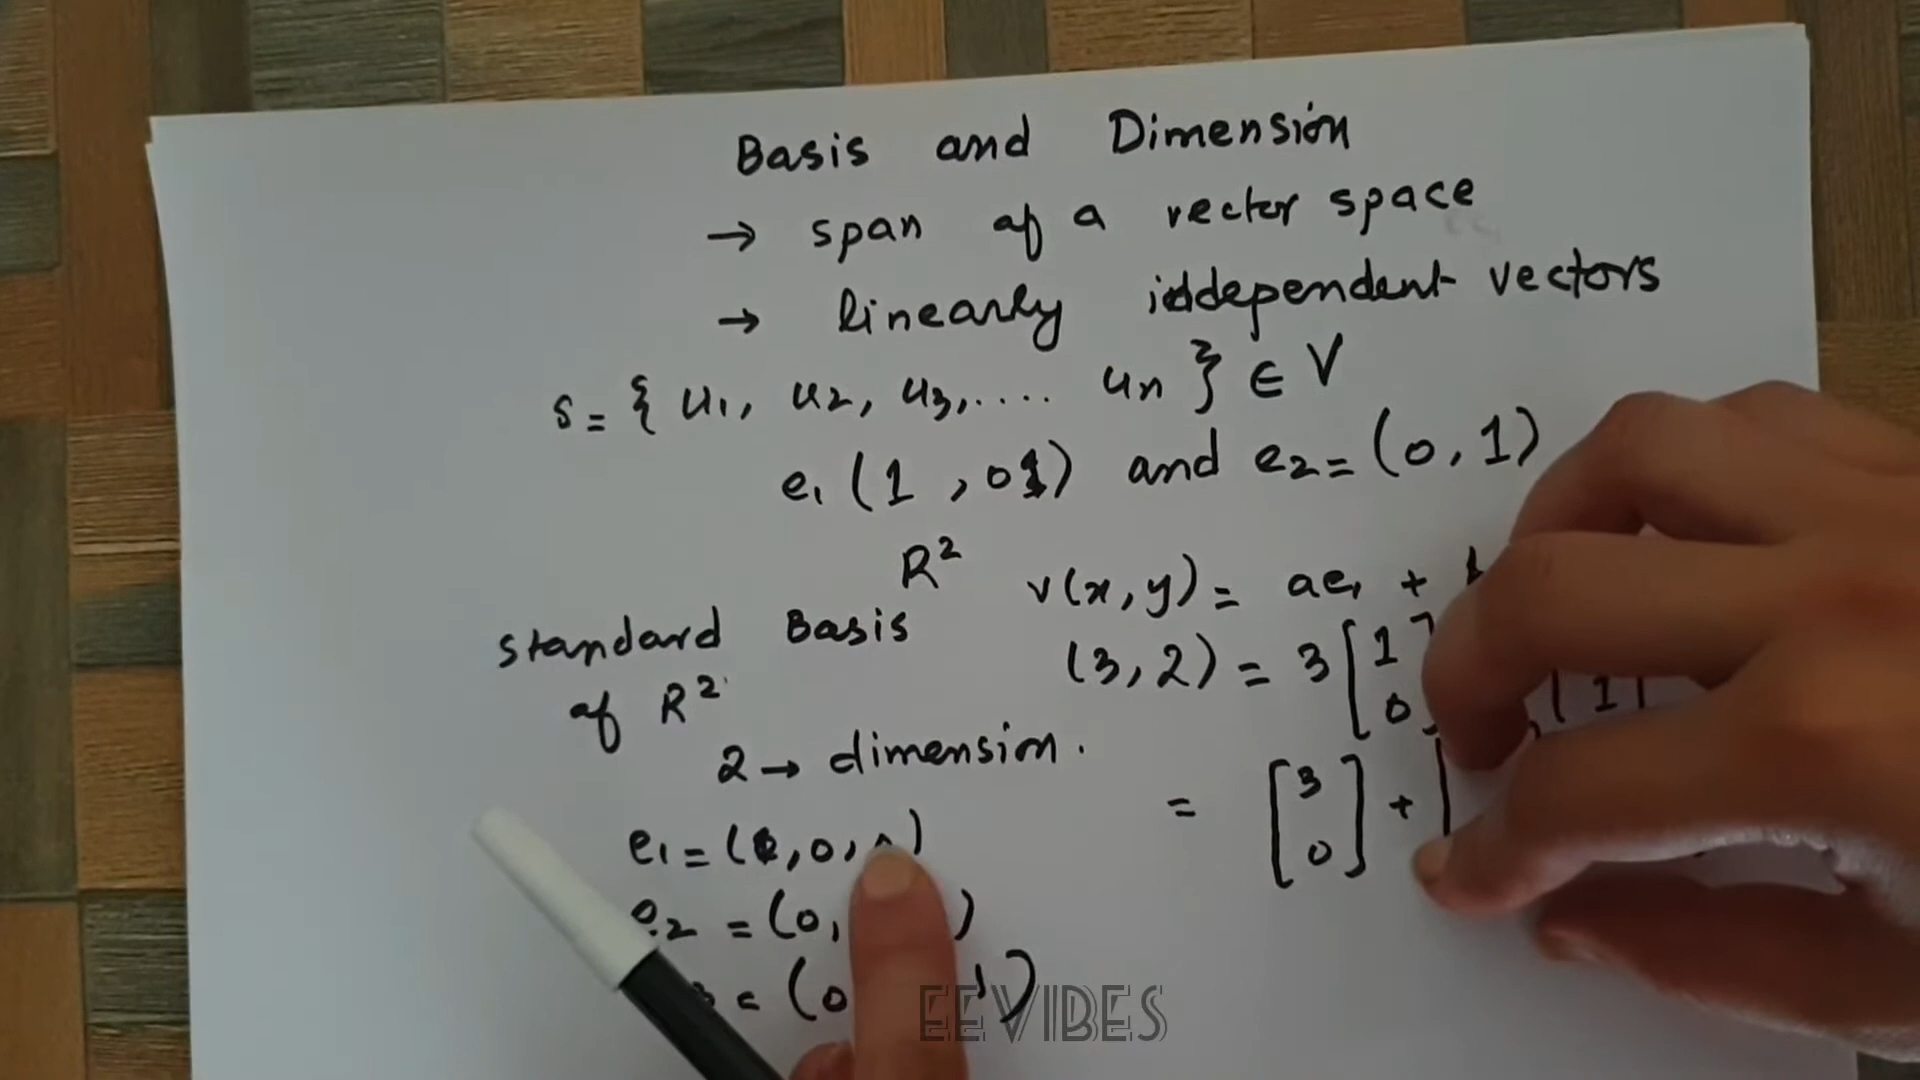 Basis and Dimension
→ span of a vector space
→ linearly iddependent vectors
S = { u1, u2, u3, .... un } ∈ V
e1 (1 , 0) and e2 = (0, 1)
R²
v(x, y) = ae1 +
standard Basis
of R²
(3, 2) = 3 [1 0]
2 → dimension.
e1 = ( , 0,
= [3 0] +
e2 = (0, )
= (0 )
EEVIBES